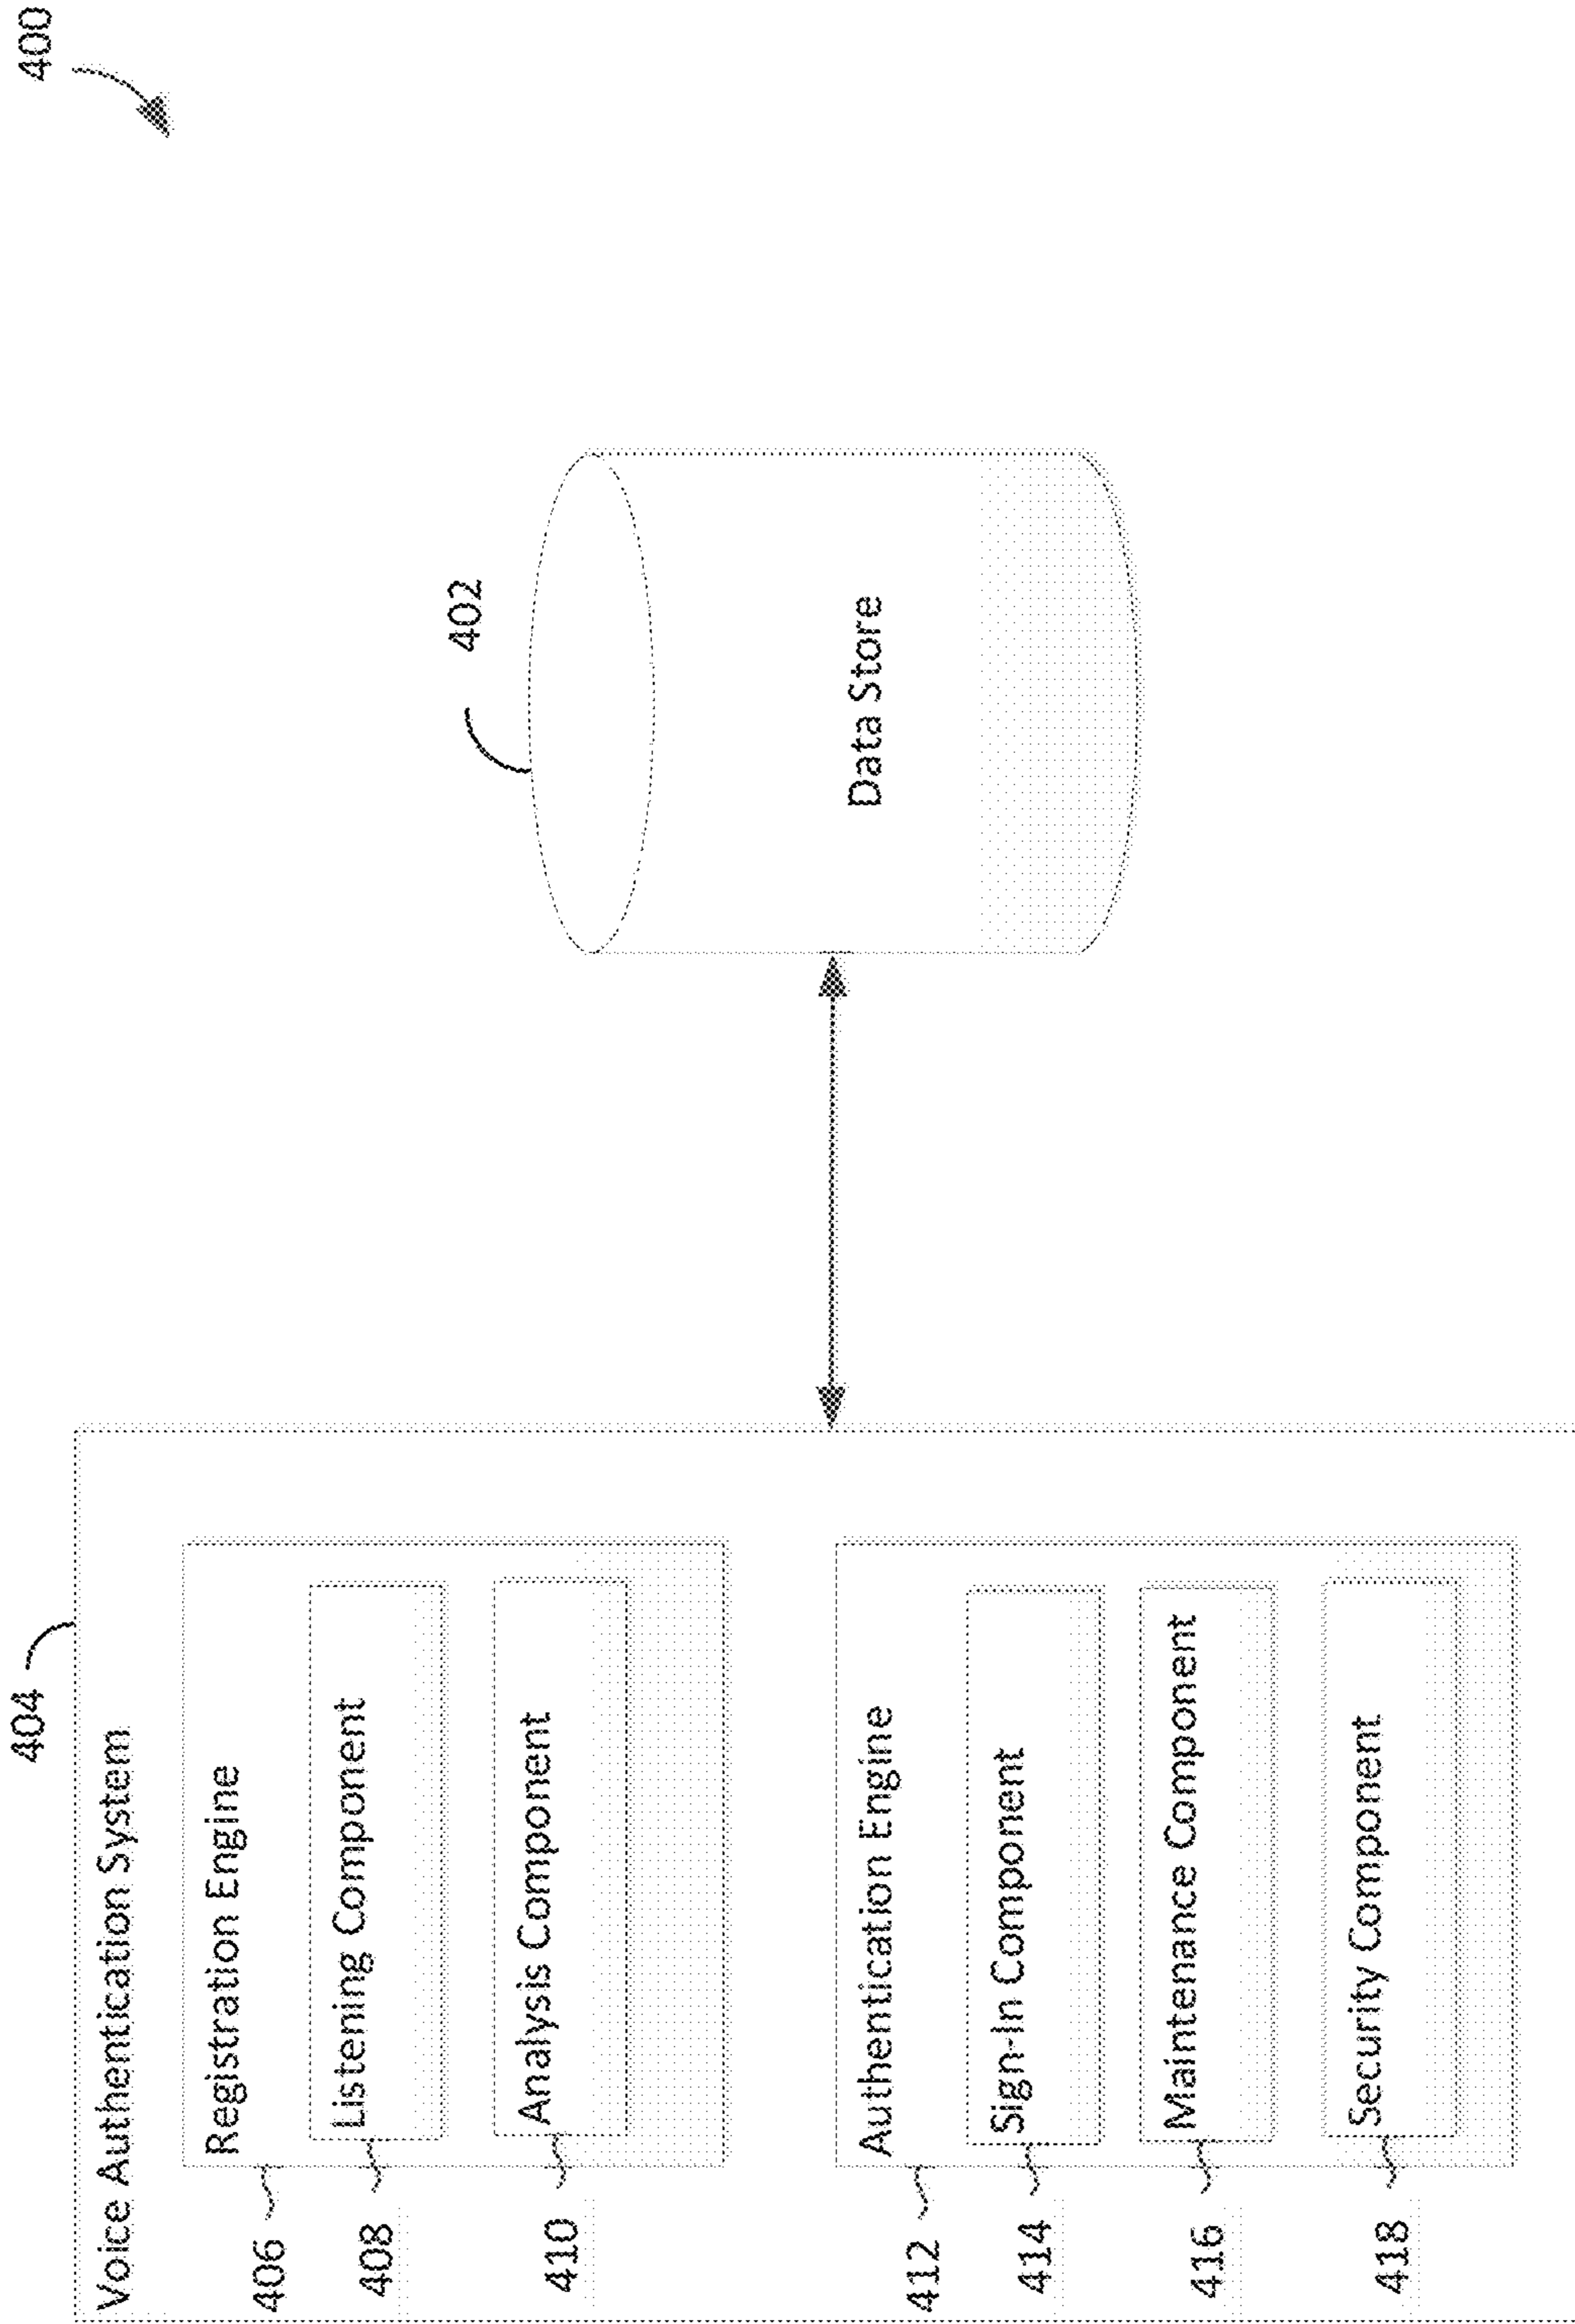 400
404
Voice Authentication System
406
Registration Engine
408
Listening Component
410
Analysis Component
412
Authentication Engine
414
Sign-In Component
416
Maintenance Component
418
Security Component
402
Data Store